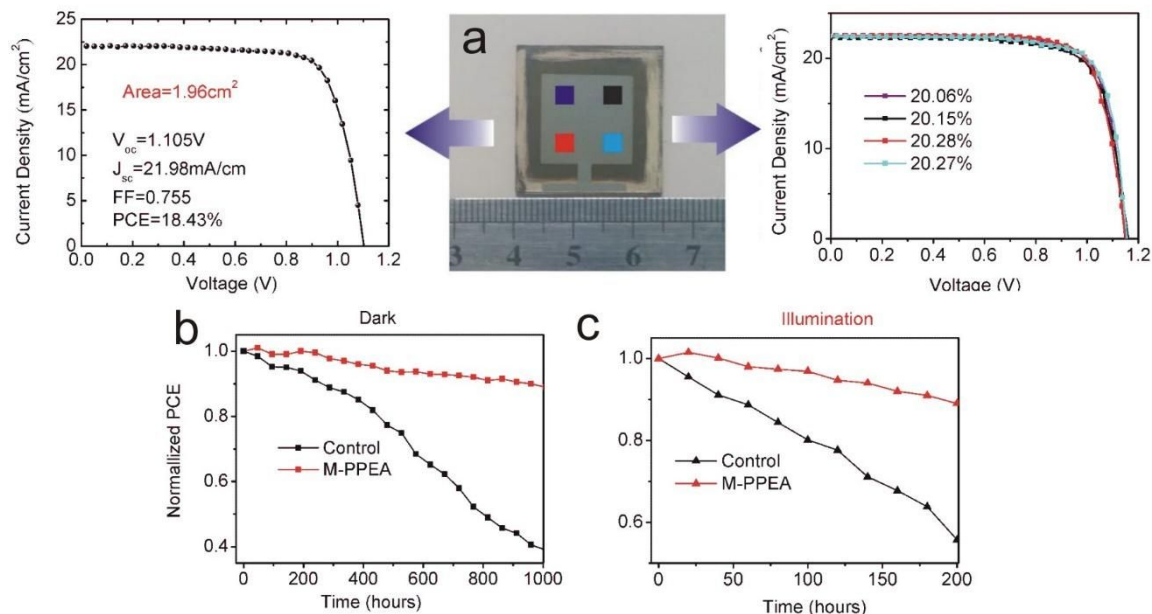 a
25
20
15
10
5
0
Current Density (mA/cm²)
Area=1.96cm²
V_oc=1.105V
J_sc=21.98mA/cm
FF=0.755
PCE=18.43%
0.0 0.2 0.4 0.6 0.8 1.0 1.2
Voltage (V)
3 4 5 6 7
20
10
0
Current Density (mA/cm²)
20.06%
20.15%
20.28%
20.27%
0.0 0.2 0.4 0.6 0.8 1.0 1.2
Voltage (V)
b
Dark
1.0
0.8
0.6
0.4
Normallized PCE
Control
M-PPEA
0 200 400 600 800 1000
Time (hours)
c
Illumination
1.0
0.8
0.6
Control
M-PPEA
0 50 100 150 200
Time (hours)